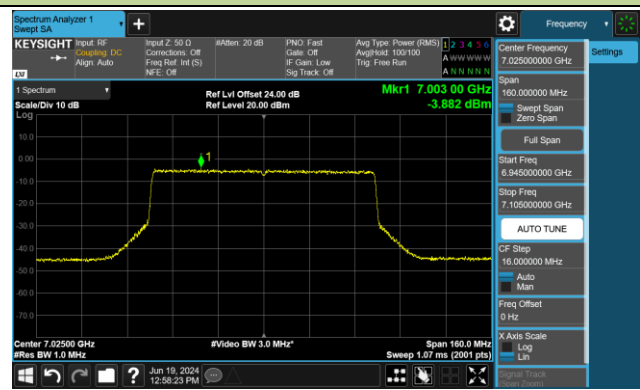 Spectrum Analyzer 1
Swept SA
Frequency
KEYSIGHT
Input: RF
Coupling: DC
Align: Auto
Input Z: 50 Ω
Corrections: Off
Freq Ref: Int (S)
NFE: Off
#Atten: 20 dB
PNO: Fast
Gate: Off
IF Gain: Low
Sig Track: Off
Avg Type: Power (RMS)
Avg|Hold: 100/100
Trig: Free Run
1 2 3 4 5 6
A W W W W W
A N N N N N
LXI
1 Spectrum
Scale/Div 10 dB
Log
Ref Lvl Offset 24.00 dB
Ref Level 20.00 dBm
Mkr1 7.003 00 GHz
-3.882 dBm
1
10.0
0.00
-10.0
-20.0
-30.0
-40.0
-50.0
-60.0
-70.0
Center 7.02500 GHz
#Res BW 1.0 MHz
#Video BW 3.0 MHz*
Span 160.0 MHz
Sweep 1.07 ms (2001 pts)
Jun 19, 2024
12:58:23 PM
Center Frequency
7.025000000 GHz
Settings
Span
160.000000 MHz
Swept Span
Zero Span
Full Span
Start Freq
6.945000000 GHz
Stop Freq
7.105000000 GHz
AUTO TUNE
CF Step
16.000000 MHz
Auto
Man
Freq Offset
0 Hz
X Axis Scale
Log
Lin
Signal Track
(Span Zoom)